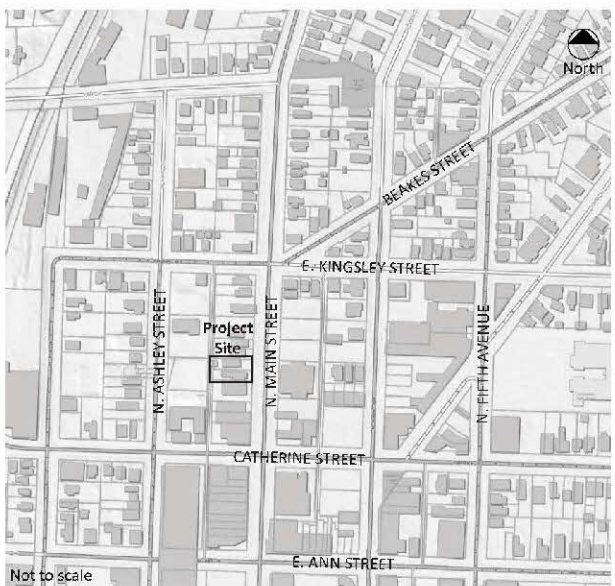 North
BEAKES STREET
E. KINGSLEY STREET
Project
Site
N. ASHLEY STREET
N. MAIN STREET
N. FIFTH AVENUE
CATHERINE STREET
E. ANN STREET
Not to scale